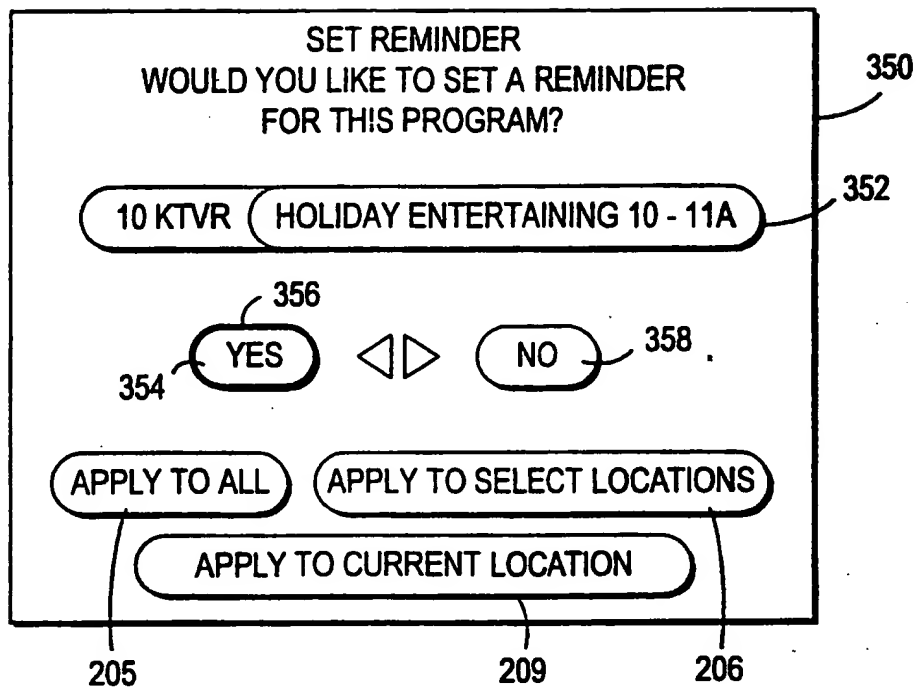 SET REMINDER
WOULD YOU LIKE TO SET A REMINDER
FOR THIS PROGRAM?
350
10 KTVR HOLIDAY ENTERTAINING 10 - 11A
352
356
YES NO
354
358
APPLY TO ALL APPLY TO SELECT LOCATIONS
APPLY TO CURRENT LOCATION
205 209 206